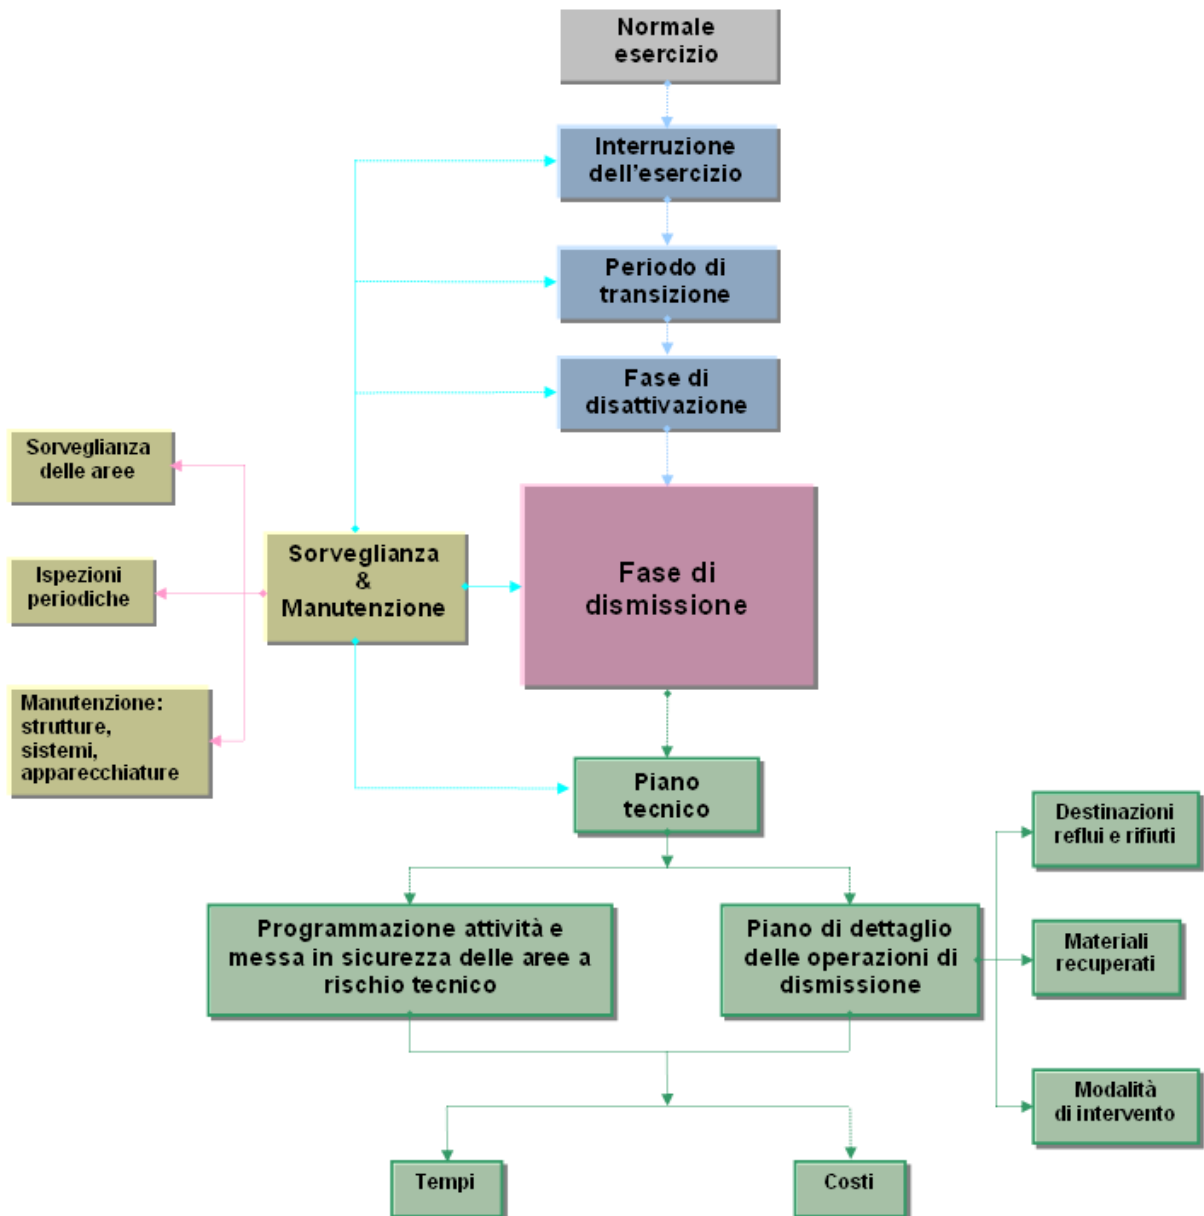 Normale
esercizio
Interruzione
dell'esercizio
Periodo di
transizione
Fase di
disattivazione
Sorveglianza
delle aree
Ispezioni
periodiche
Manutenzione:
strutture,
sistemi,
apparecchiature
Sorveglianza
&
Manutenzione
Fase di
dismissione
Piano
tecnico
Programmazione attività e
messa in sicurezza delle aree a
rischio tecnico
Piano di dettaglio
delle operazioni di
dismissione
Destinazioni
reflui e rifiuti
Materiali
recuperati
Modalità
di intervento
Tempi
Costi